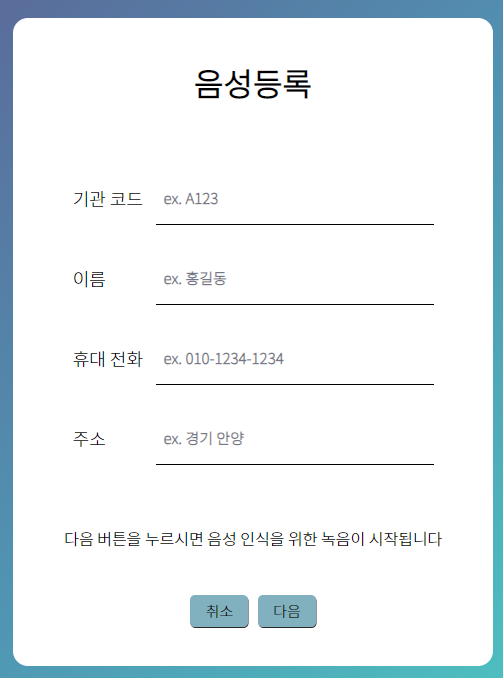 음성등록
기관 코드 ex. A123
이름 ex. 홍길동
휴대 전화 ex. 010-1234-1234
주소 ex. 경기 안양
다음 버튼을 누르시면 음성 인식을 위한 녹음이 시작됩니다
취소 다음